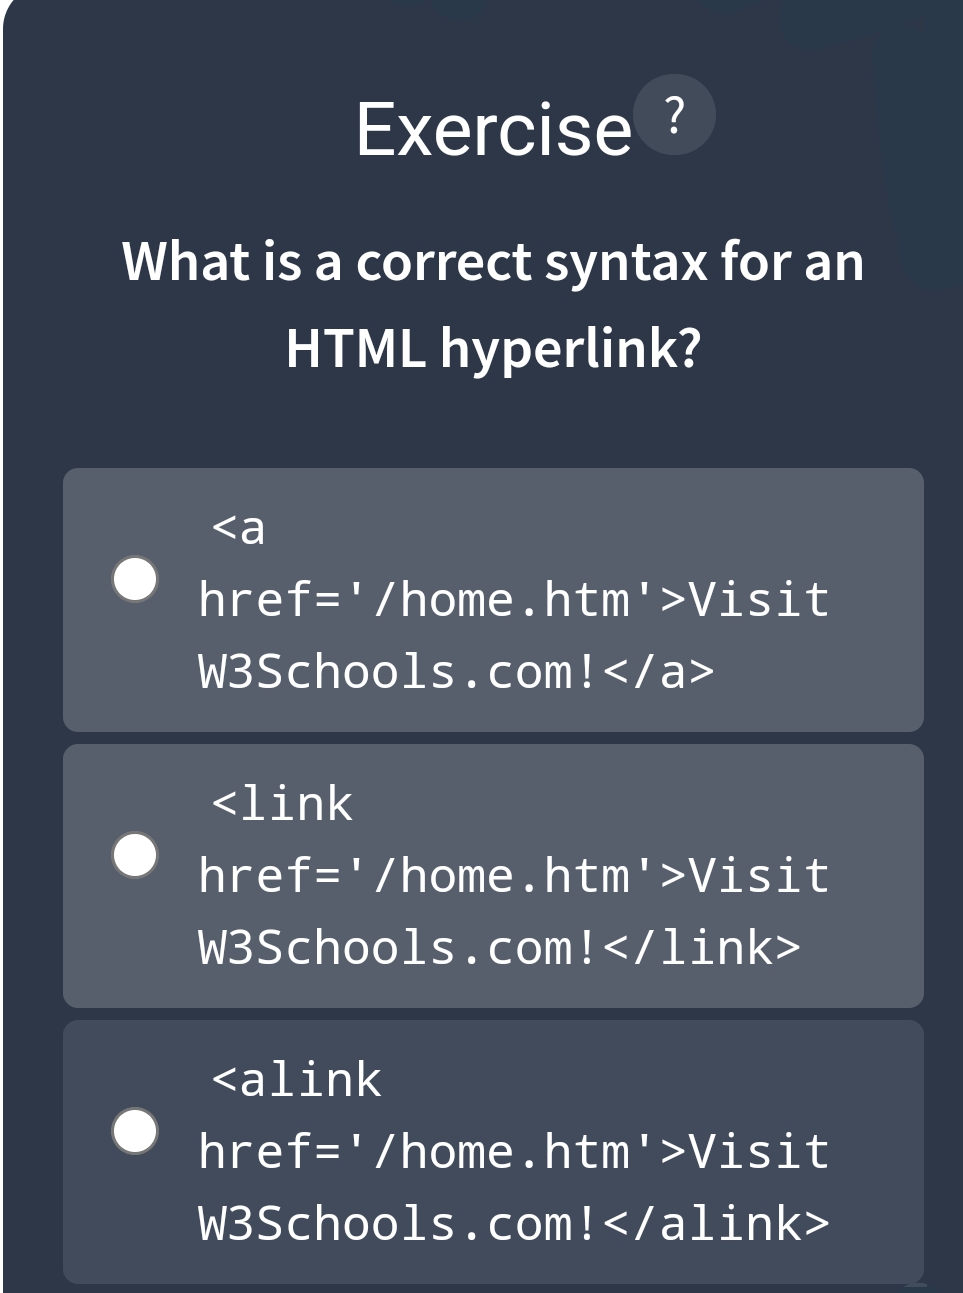 Exercise ?
What is a correct syntax for an
HTML hyperlink?
<a
href='/home.htm'>Visit
W3Schools.com!</a>
<link
href='/home.htm'>Visit
W3Schools.com!</link>
<alink
href='/home.htm'>Visit
W3Schools.com!</alink>